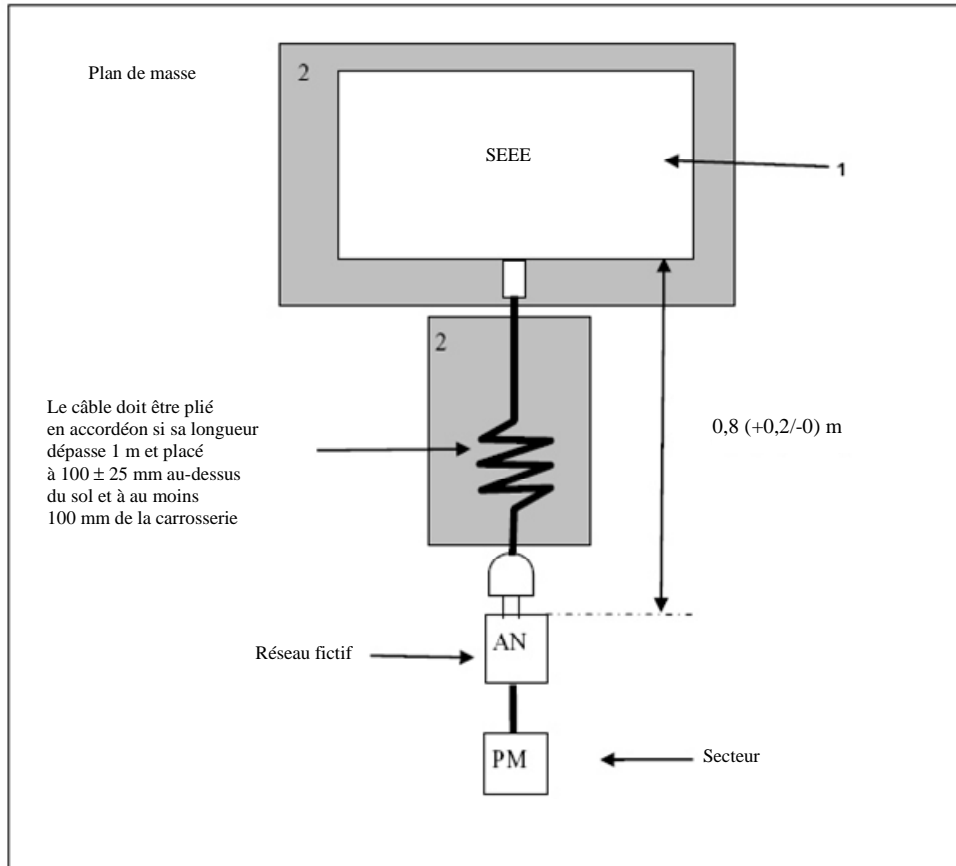 Plan de masse
2
SEEE
1
2
Le câble doit être plié
en accordéon si sa longueur
dépasse 1 m et placé
à 100 ± 25 mm au-dessus
du sol et à au moins
100 mm de la carrosserie
0,8 (+0,2/-0) m
AN
Réseau fictif
PM
Secteur